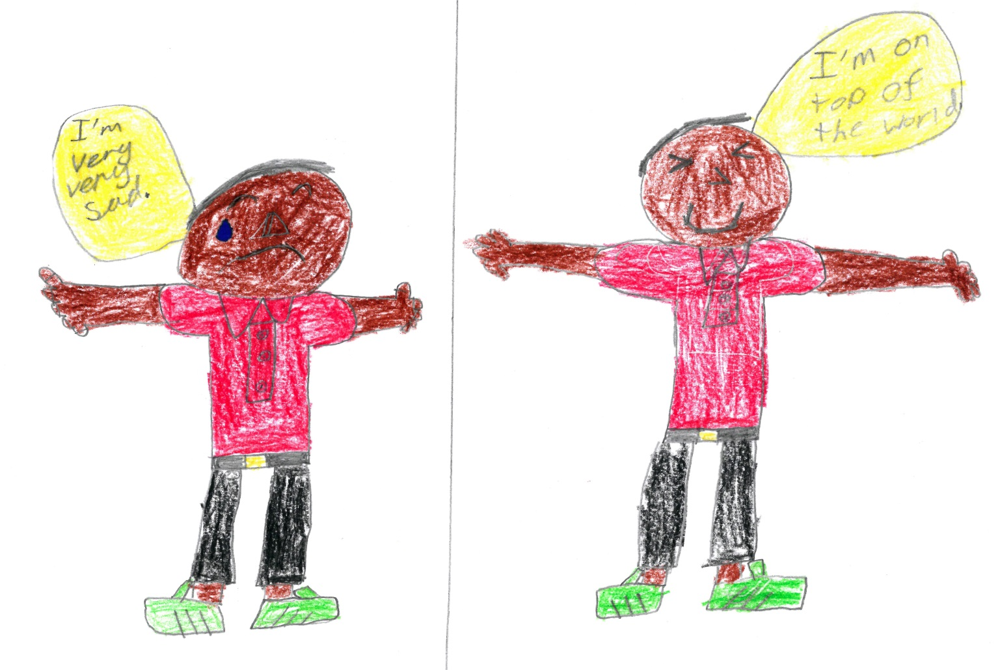 I'm
very
very
sad.
I'm on
top of
the world